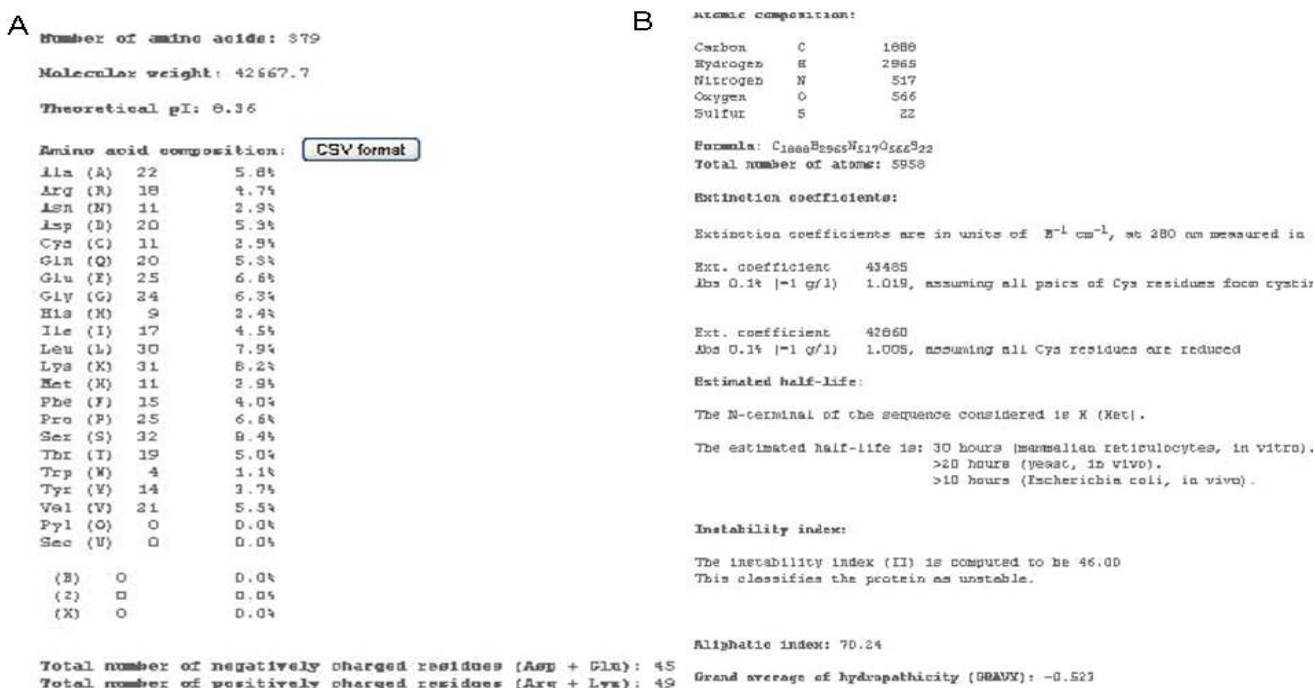 A
Number of amino acids: 379
Molecular weight: 42667.7
Theoretical pI: 8.36
Amino acid composition: CSV format
Ala (A) 22 5.8%
Arg (R) 18 4.7%
Asn (N) 11 2.9%
Asp (D) 20 5.3%
Cys (C) 11 2.9%
Gln (Q) 20 5.3%
Glu (E) 25 6.6%
Gly (G) 24 6.3%
His (H) 9 2.4%
Ile (I) 17 4.5%
Leu (L) 30 7.9%
Lys (K) 31 8.2%
Met (M) 11 2.9%
Phe (F) 15 4.0%
Pro (P) 25 6.6%
Ser (S) 32 8.4%
Thr (T) 19 5.0%
Trp (W) 4 1.1%
Tyr (Y) 14 3.7%
Val (V) 21 5.5%
Pyl (O) 0 0.0%
Sec (U) 0 0.0%
(B) 0 0.0%
(Z) 0 0.0%
(X) 0 0.0%
Total number of negatively charged residues (Asp + Glu): 45
Total number of positively charged residues (Arg + Lys): 49
B
Atomic composition:
Carbon C 1888
Hydrogen H 2965
Nitrogen N 517
Oxygen O 566
Sulfur S 22
Formula: C1888H2965N517O566S22
Total number of atoms: 5958
Extinction coefficients:
Extinction coefficients are in units of M-1 cm-1, at 280 nm measured in
Ext. coefficient 43485
Abs 0.1% (=1 g/l) 1.019, assuming all pairs of Cys residues form cystin
Ext. coefficient 42860
Abs 0.1% (=1 g/l) 1.005, assuming all Cys residues are reduced
Estimated half-life:
The N-terminal of the sequence considered is M (Met).
The estimated half-life is: 30 hours (mammalian reticulocytes, in vitro).
>20 hours (yeast, in vivo).
>10 hours (Escherichia coli, in vivo).
Instability index:
The instability index (II) is computed to be 46.00
This classifies the protein as unstable.
Aliphatic index: 70.24
Grand average of hydropathicity (GRAVY): -0.523